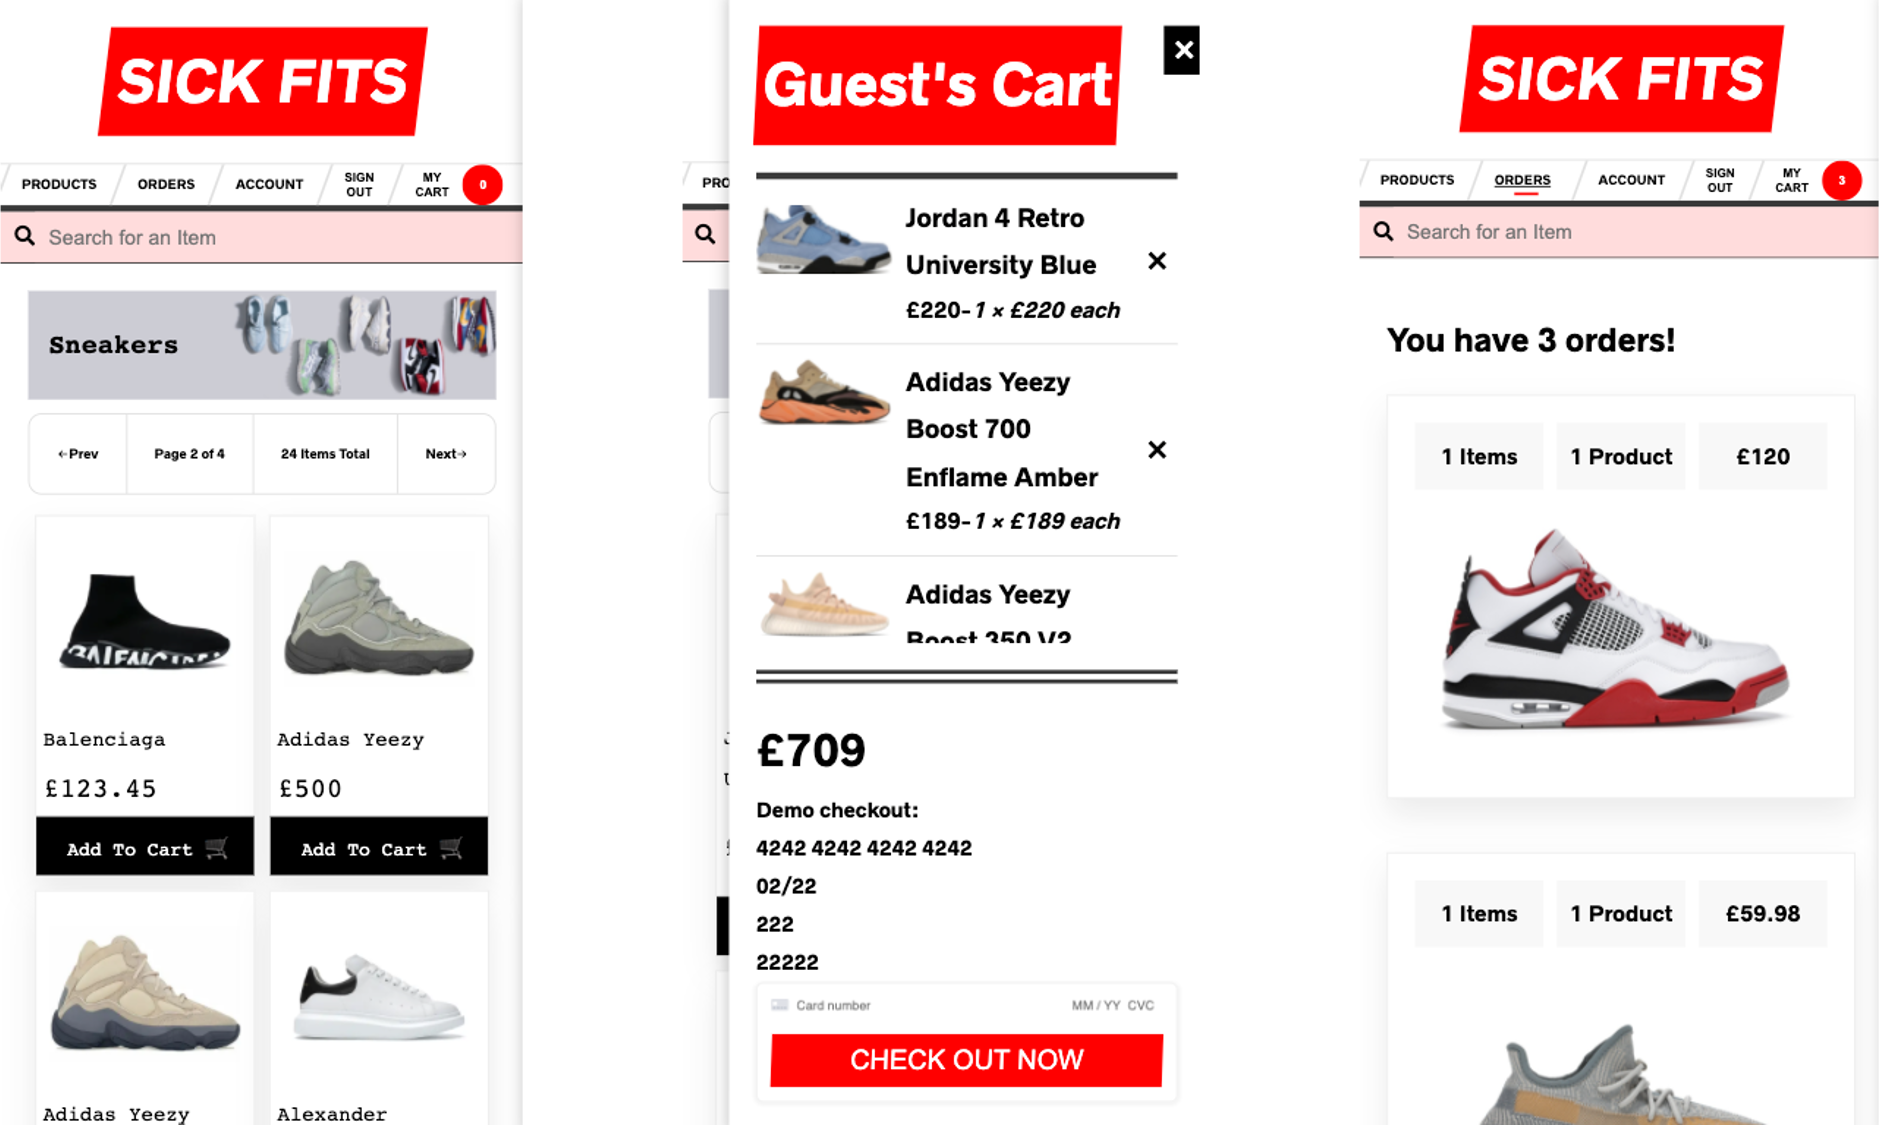 SICK FITS
PRODUCTS
ORDERS
ACCOUNT
SIGN
OUT
MY
CART
0
Search for an Item
Sneakers
←Prev
Page 2 of 4
24 Items Total
Next→
Balenciaga
£123.45
Add To Cart
Adidas Yeezy
£500
Add To Cart
Adidas Yeezy
Alexander
PRO
Guest's Cart
×
Jordan 4 Retro
University Blue
£220-1 × £220 each
×
Adidas Yeezy
Boost 700
Enflame Amber
£189-1 × £189 each
×
Adidas Yeezy
Boost 350 V2
£709
Demo checkout:
4242 4242 4242 4242
02/22
222
22222
Card number
MM / YY CVC
CHECK OUT NOW
SICK FITS
PRODUCTS
ORDERS
ACCOUNT
SIGN
OUT
MY
CART
3
Search for an Item
You have 3 orders!
1 Items
1 Product
£120
1 Items
1 Product
£59.98